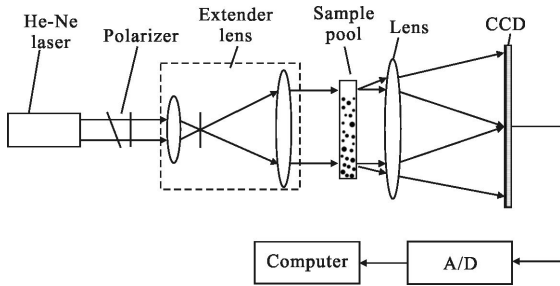 He-Ne
laser
Polarizer
Extender
lens
Sample
pool
Lens
CCD
Computer
A/D